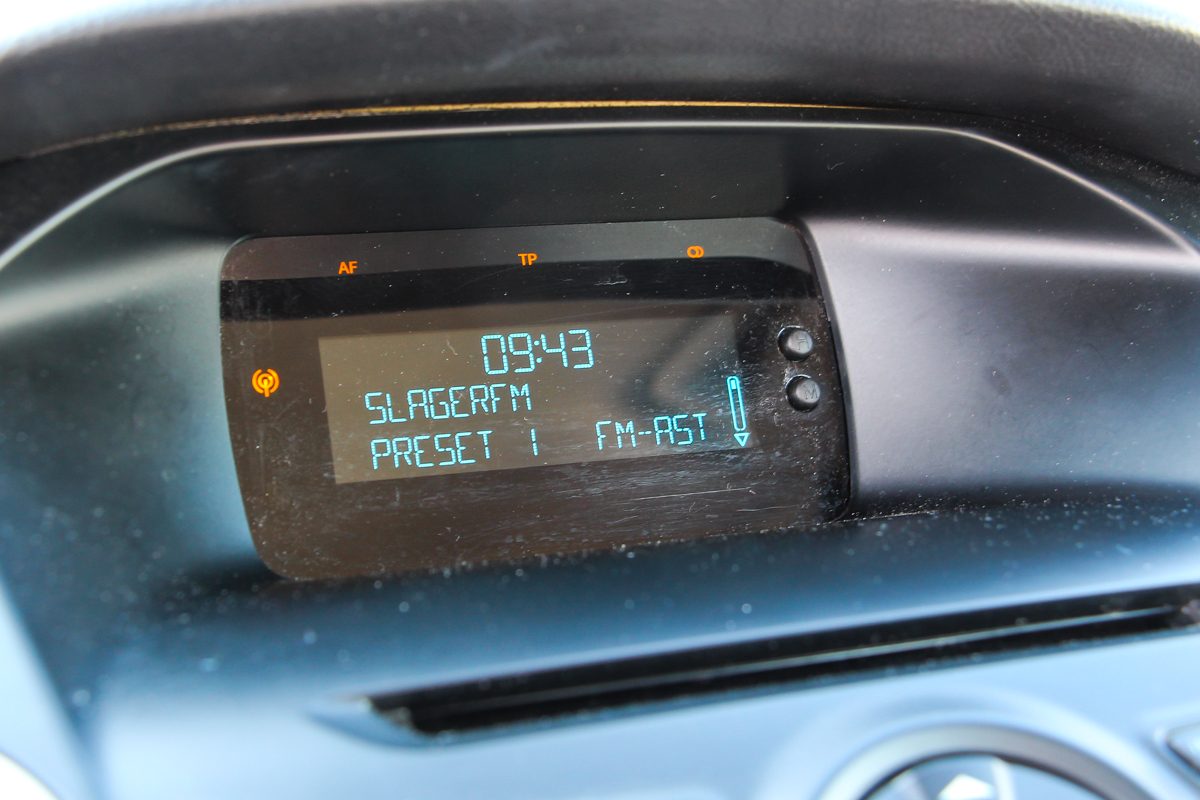 AF TP
09:43
SLAGERFM
PRESET 1 FM-AST
H
M